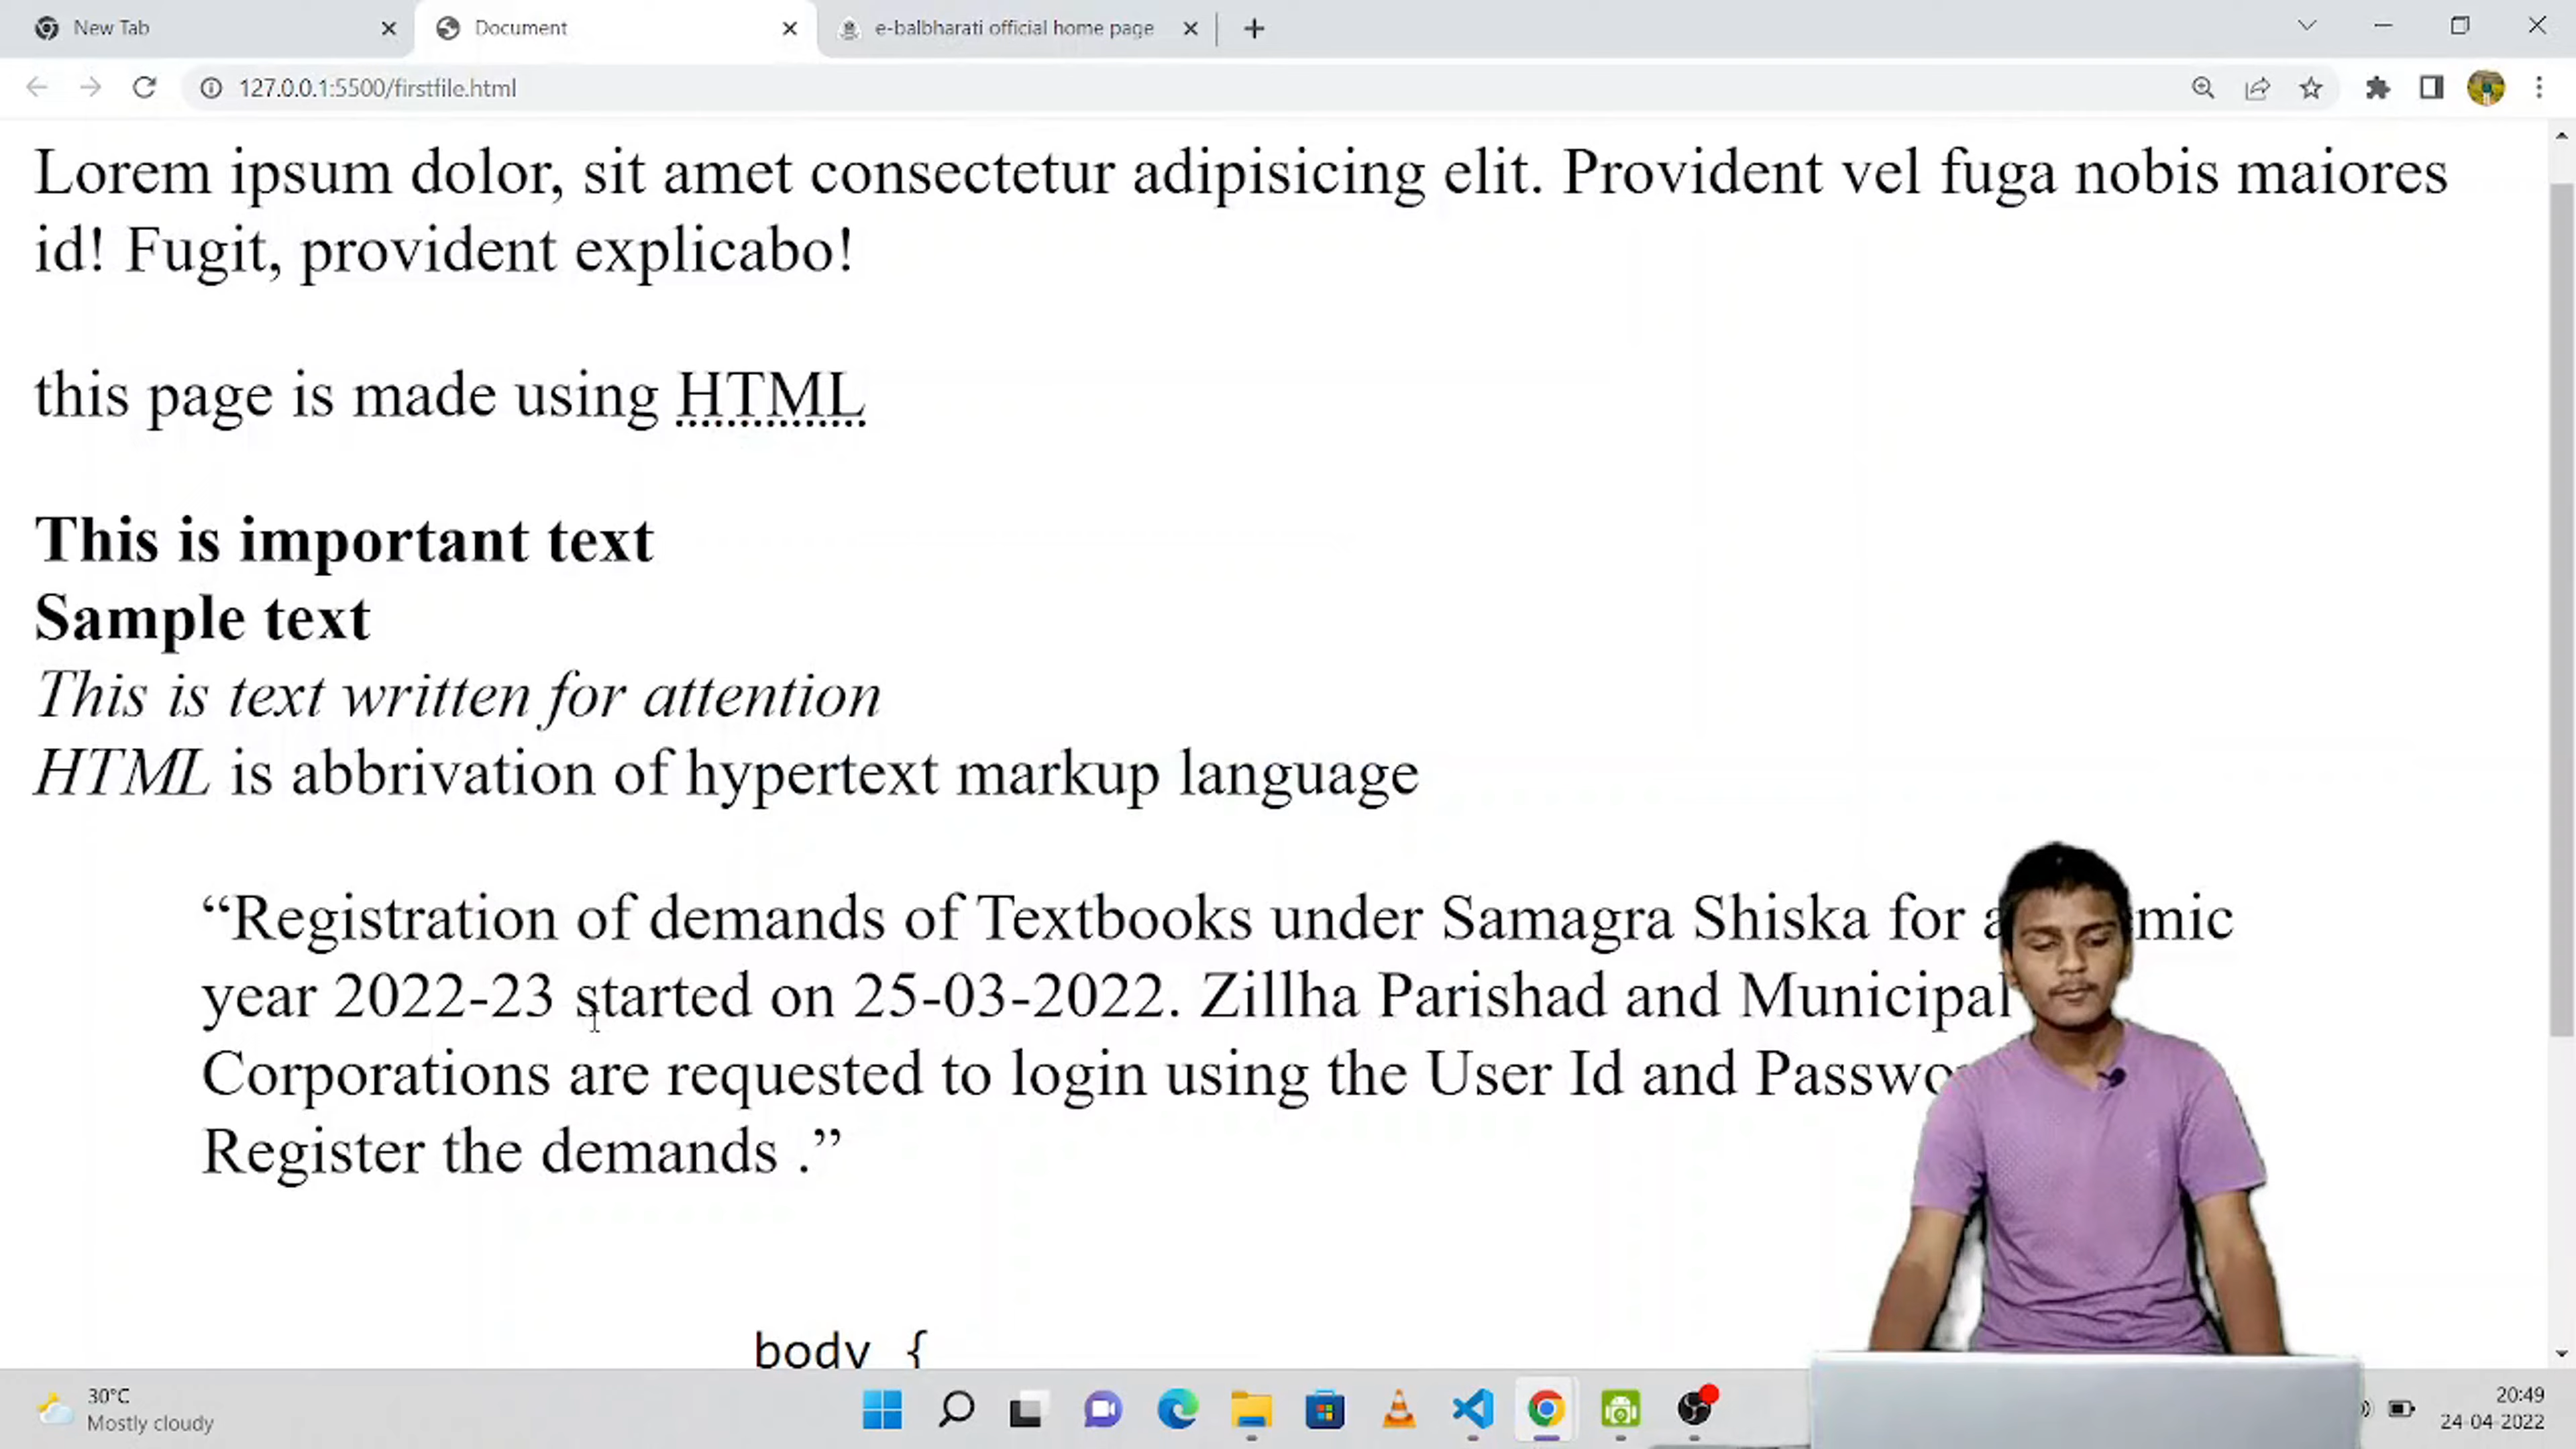 New Tab
Document
e-balbharati official home page
127.0.0.1:5500/firstfile.html
Lorem ipsum dolor, sit amet consectetur adipisicing elit. Provident vel fuga nobis maiores
id! Fugit, provident explicabo!
this page is made using HTML
This is important text
Sample text
This is text written for attention
HTML is abbrivation of hypertext markup language
“Registration of demands of Textbooks under Samagra Shiska for
year 2022-23 started on 25-03-2022. Zillha Parishad and Municipal
Corporations are requested to login using the User Id and
Register the demands .”
body {
30°C
Mostly cloudy
20:49
24-04-2022